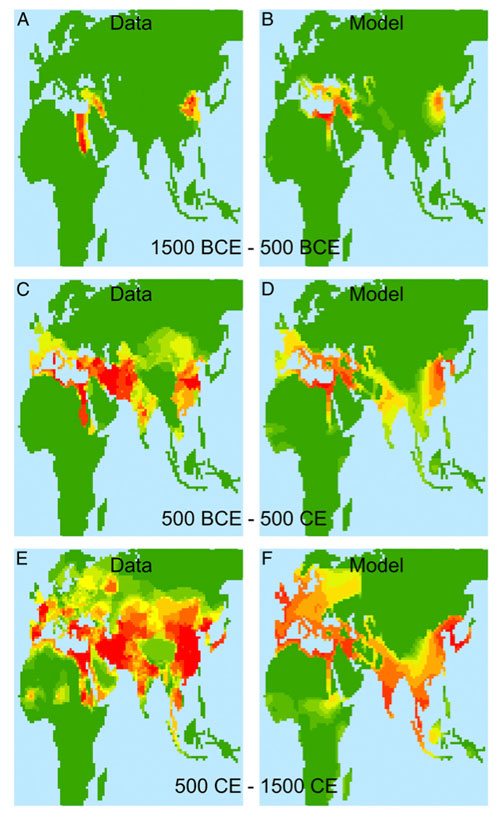 A Data
B Model
1500 BCE - 500 BCE
C Data
D Model
500 BCE - 500 CE
E Data
F Model
500 CE - 1500 CE